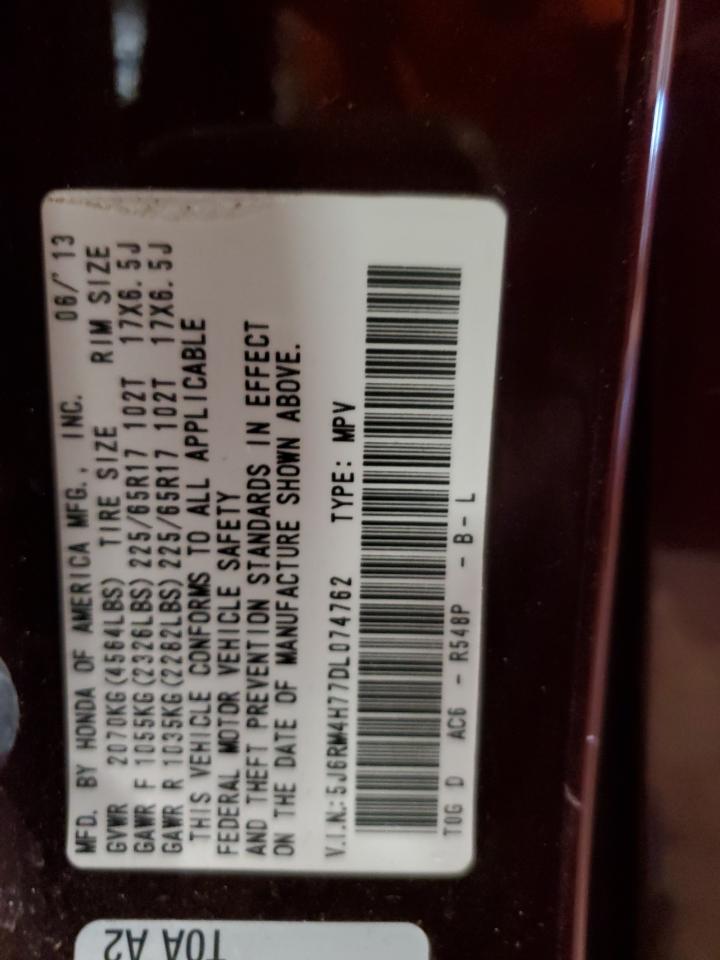 MFD. BY HONDA OF AMERICA MFG., INC. 06/'13
GVWR 2070KG(4564LBS) TIRE SIZE RIM SIZE
GAWR F 1055KG(2326LBS) 225/65R17 102T 17X6.5J
GAWR R 1035KG(2282LBS) 225/65R17 102T 17X6.5J
THIS VEHICLE CONFORMS TO ALL APPLICABLE
FEDERAL MOTOR VEHICLE SAFETY
AND THEFT PREVENTION STANDARDS IN EFFECT
ON THE DATE OF MANUFACTURE SHOWN ABOVE.
V.I.N.:5J6RM4H77DL074762 TYPE: MPV
T0G D AC6 - R548P - B - L
T0A A2